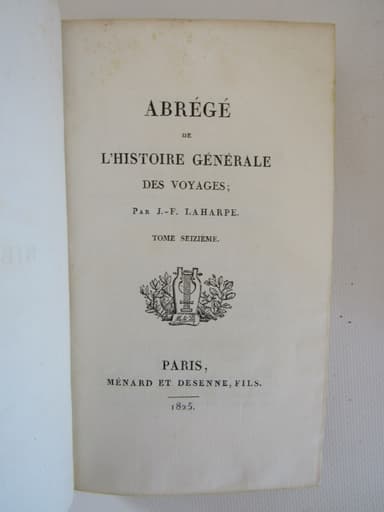 ABRÉGÉ
DE
L'HISTOIRE GÉNÉRALE
DES VOYAGES;
PAR J.-F. LAHARPE.
TOME SEIZIÈME.
PARIS,
MÉNARD ET DESENNE, FILS.
1825.